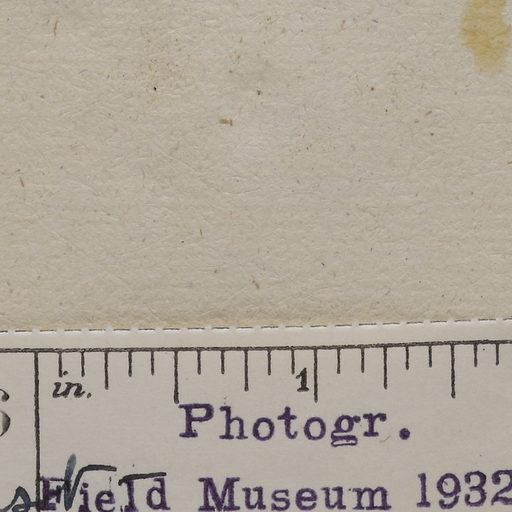 in. 1
Photogr.
Field Museum 1932